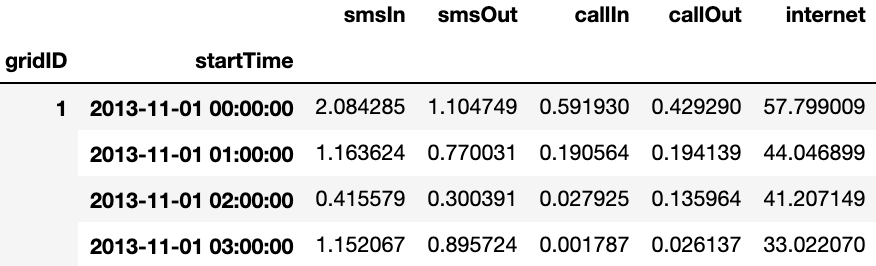 smsIn smsOut callIn callOut internet
gridID startTime
1 2013-11-01 00:00:00 2.084285 1.104749 0.591930 0.429290 57.799009
2013-11-01 01:00:00 1.163624 0.770031 0.190564 0.194139 44.046899
2013-11-01 02:00:00 0.415579 0.300391 0.027925 0.135964 41.207149
2013-11-01 03:00:00 1.152067 0.895724 0.001787 0.026137 33.022070